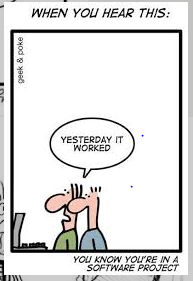 WHEN YOU HEAR THIS:
geek & poke
YESTERDAY IT
WORKED
YOU KNOW YOU'RE IN A
SOFTWARE PROJECT